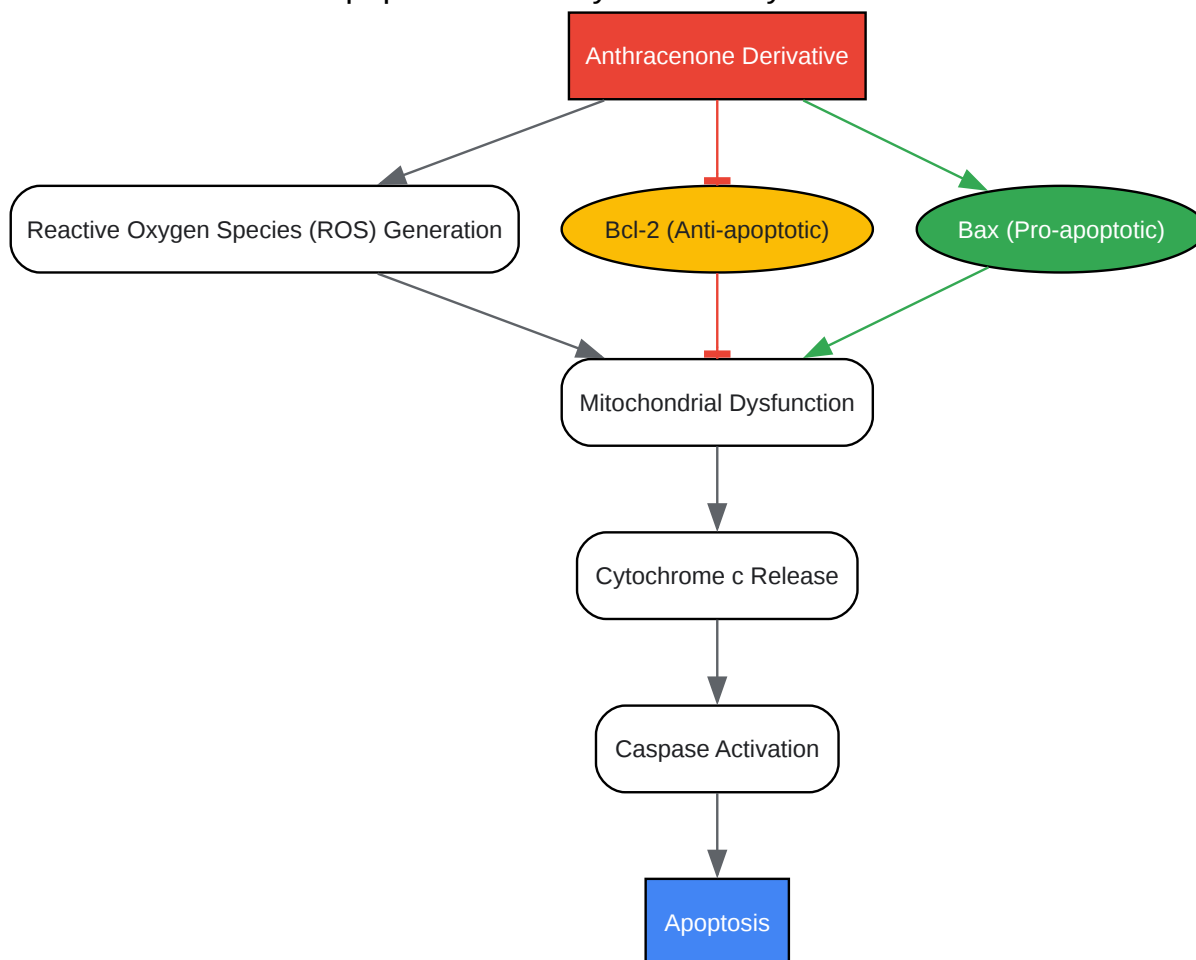 Anthracenone Derivative
Reactive Oxygen Species (ROS) Generation
Bcl-2 (Anti-apoptotic)
Bax (Pro-apoptotic)
Mitochondrial Dysfunction
Cytochrome c Release
Caspase Activation
Apoptosis